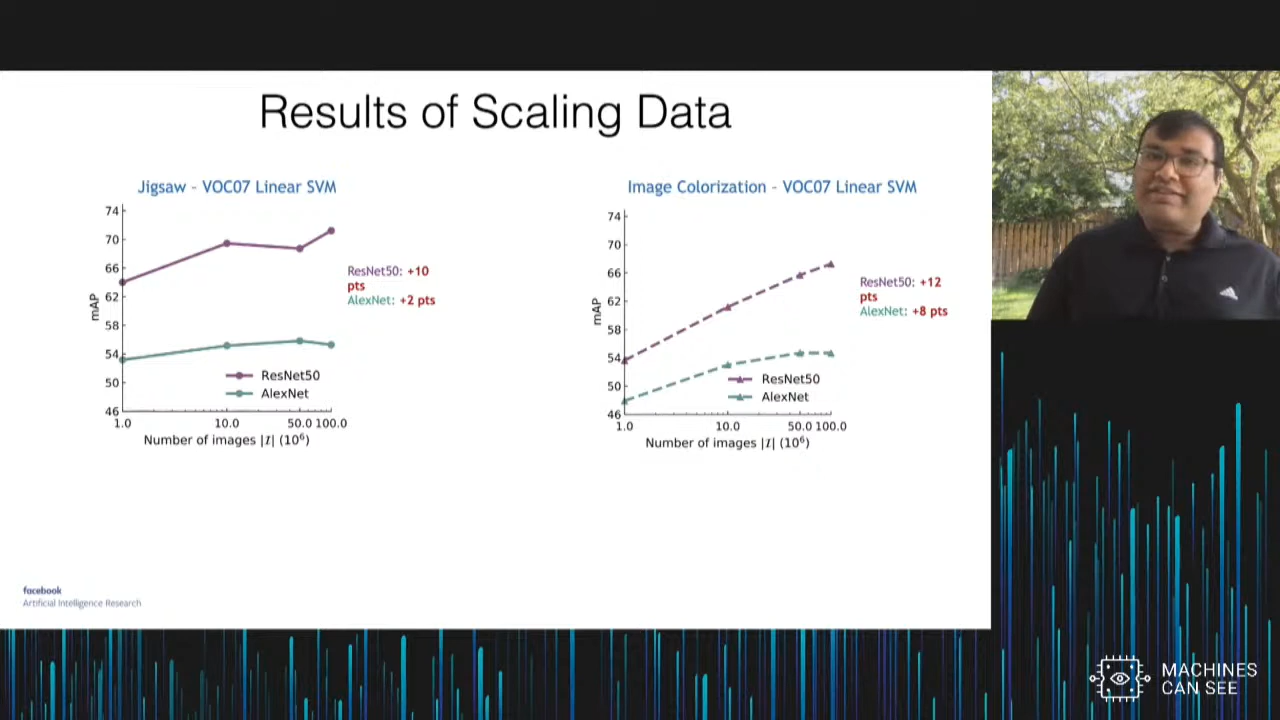 Results of Scaling Data
Jigsaw – VOC07 Linear SVM
74
70
66
62
58
54
50
46
mAP
ResNet50: +10
pts
AlexNet: +2 pts
ResNet50
AlexNet
1.0 10.0 50.0 100.0
Number of images |I| (10⁶)
Image Colorization – VOC07 Linear SVM
74
70
66
62
58
54
50
46
mAP
ResNet50: +12
pts
AlexNet: +8 pts
ResNet50
AlexNet
1.0 10.0 50.0 100.0
Number of images |I| (10⁶)
facebook
Artificial Intelligence Research
MACHINES
CAN SEE